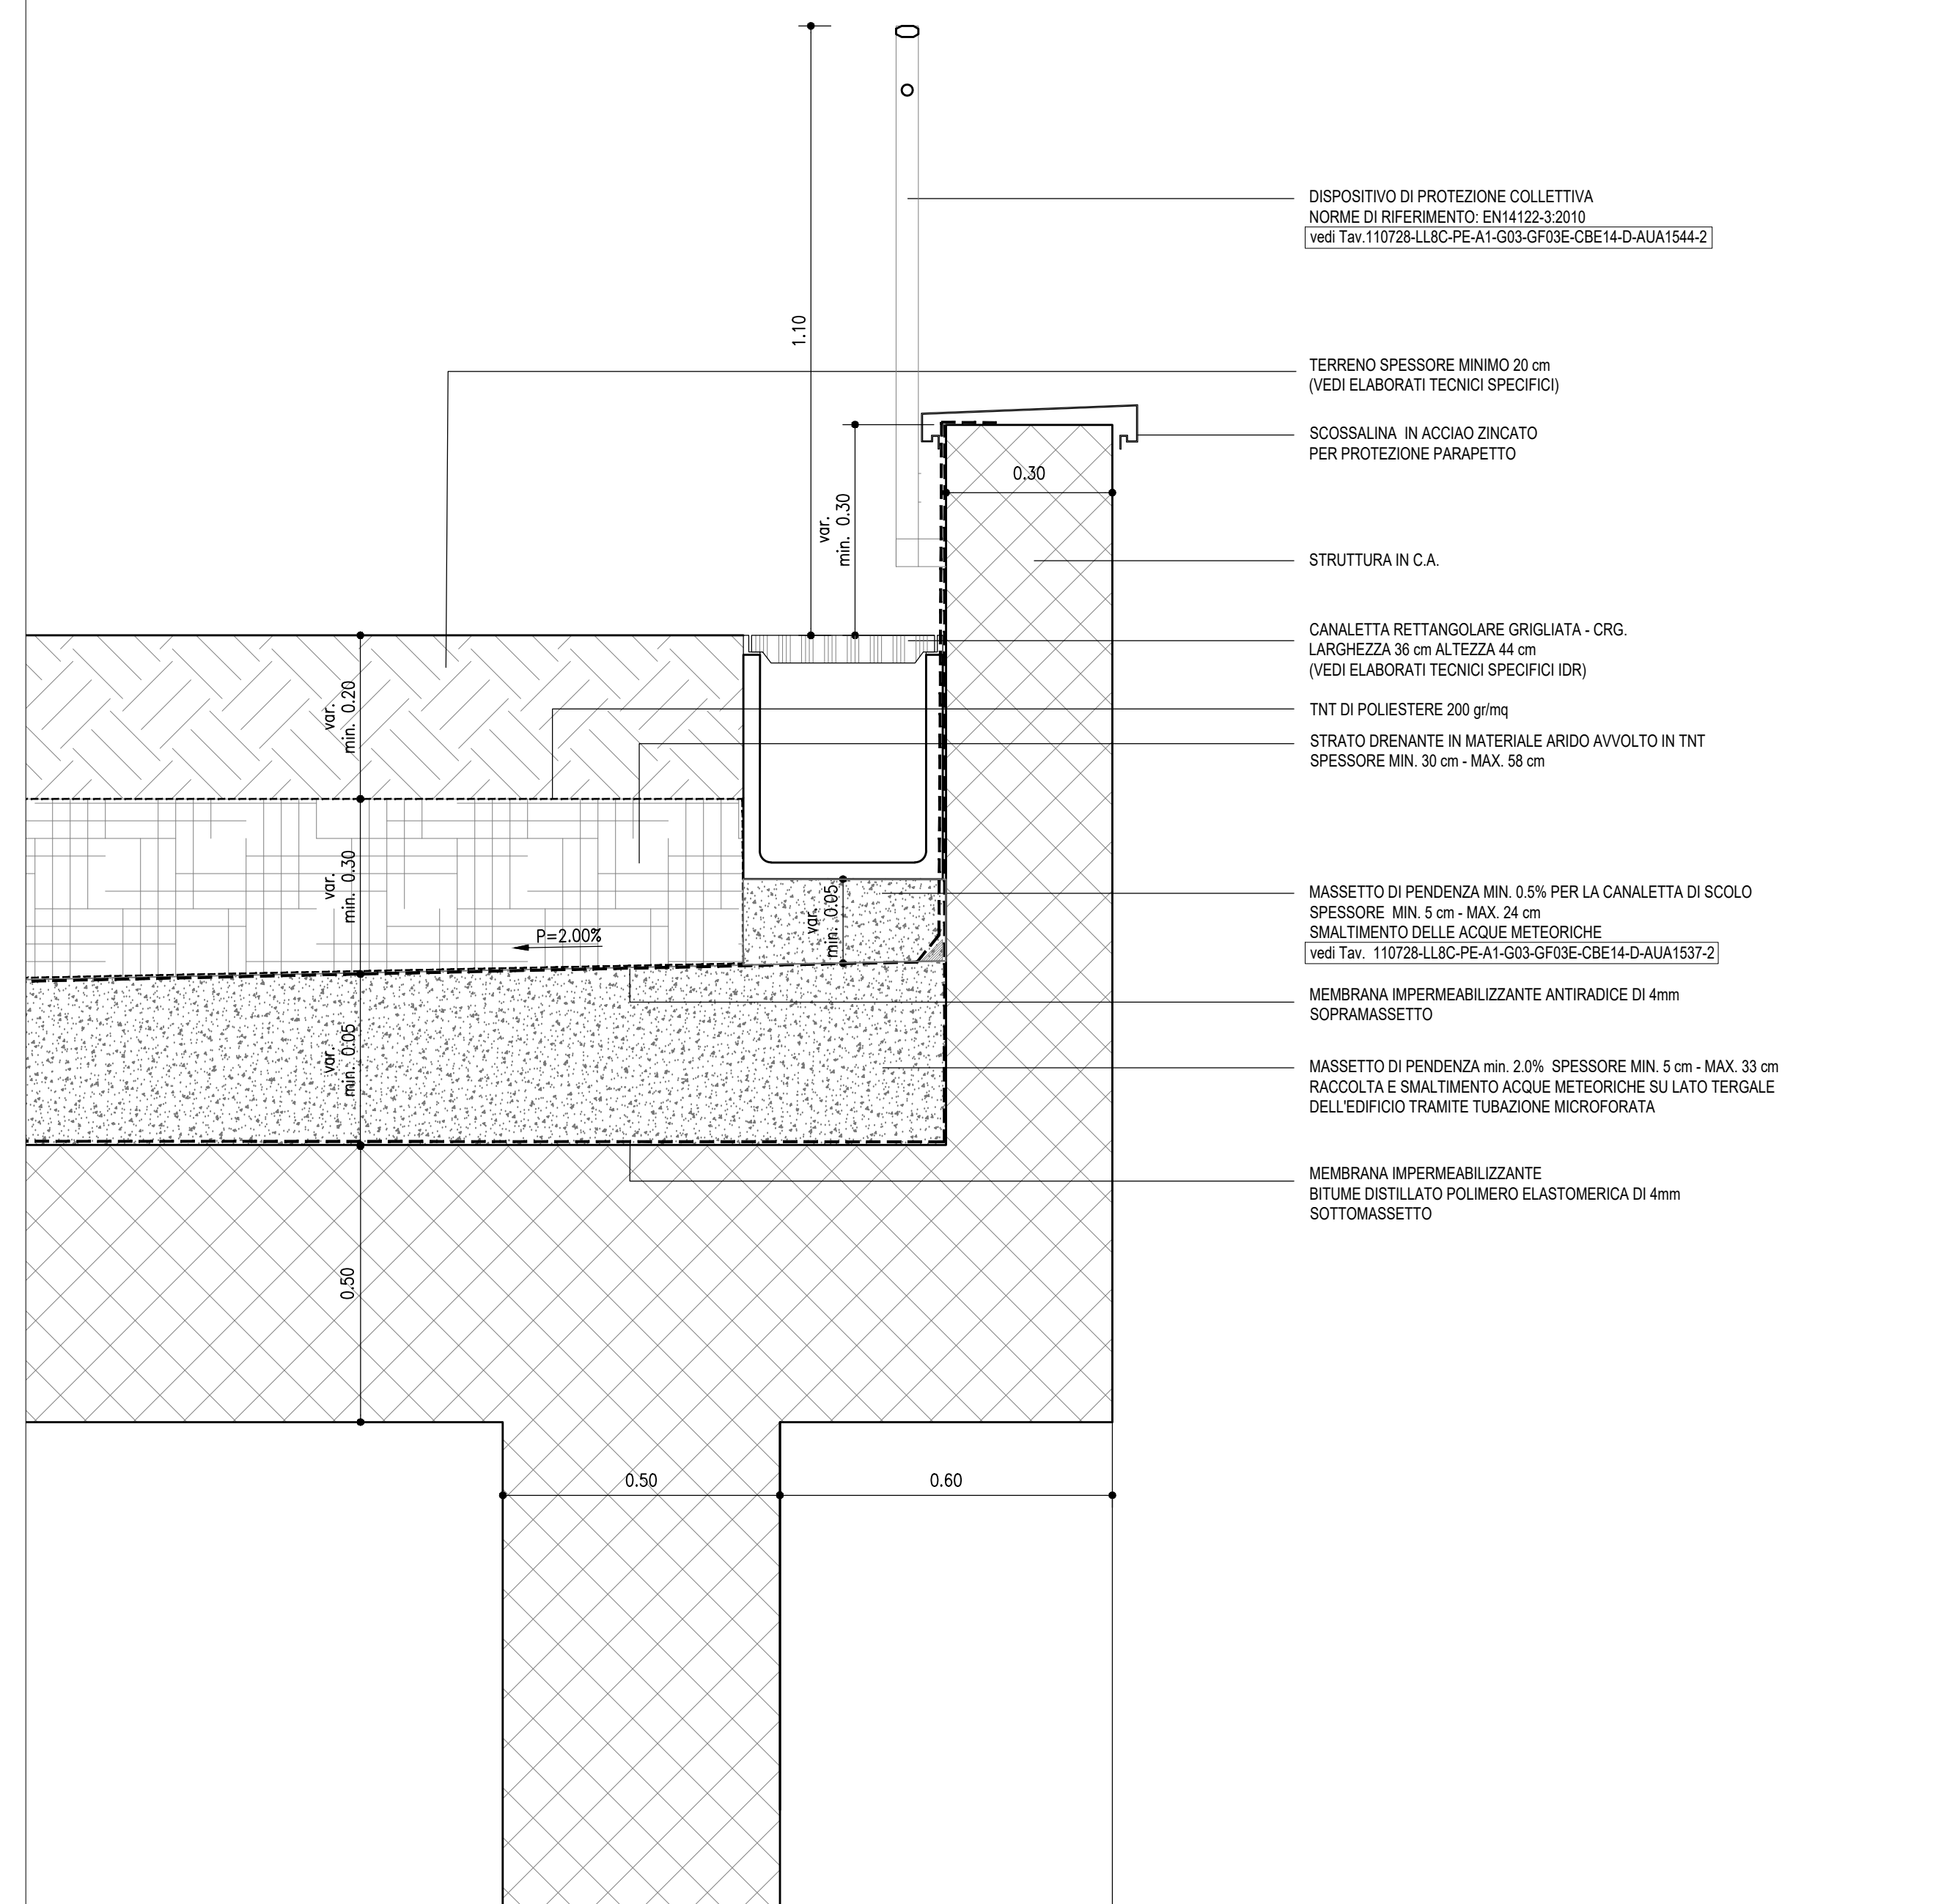 1.10
DISPOSITIVO DI PROTEZIONE COLLETTIVA
NORME DI RIFERIMENTO: EN14122-3:2010
vedi Tav.110728-LL8C-PE-A1-G03-GF03E-CBE14-D-AUA1544-2
TERRENO SPESSORE MINIMO 20 cm
(VEDI ELABORATI TECNICI SPECIFICI)
SCOSSALINA IN ACCIAO ZINCATO
PER PROTEZIONE PARAPETTO
0.30
var.
min. 0.30
STRUTTURA IN C.A.
CANALETTA RETTANGOLARE GRIGLIATA - CRG.
LARGHEZZA 36 cm ALTEZZA 44 cm
(VEDI ELABORATI TECNICI SPECIFICI IDR)
var.
min. 0.20
TNT DI POLIESTERE 200 gr/mq
STRATO DRENANTE IN MATERIALE ARIDO AVVOLTO IN TNT
SPESSORE MIN. 30 cm - MAX. 58 cm
var.
min. 0.30
var.
min. 0.05
P=2.00%
MASSETTO DI PENDENZA MIN. 0.5% PER LA CANALETTA DI SCOLO
SPESSORE MIN. 5 cm - MAX. 24 cm
SMALTIMENTO DELLE ACQUE METEORICHE
vedi Tav. 110728-LL8C-PE-A1-G03-GF03E-CBE14-D-AUA1537-2
MEMBRANA IMPERMEABILIZZANTE ANTIRADICE DI 4mm
SOPRAMASSETTO
var.
min. 0.05
MASSETTO DI PENDENZA min. 2.0% SPESSORE MIN. 5 cm - MAX. 33 cm
RACCOLTA E SMALTIMENTO ACQUE METEORICHE SU LATO TERGALE
DELL'EDIFICIO TRAMITE TUBAZIONE MICROFORATA
MEMBRANA IMPERMEABILIZZANTE
BITUME DISTILLATO POLIMERO ELASTOMERICA DI 4mm
SOTTOMASSETTO
0.50
0.50
0.60